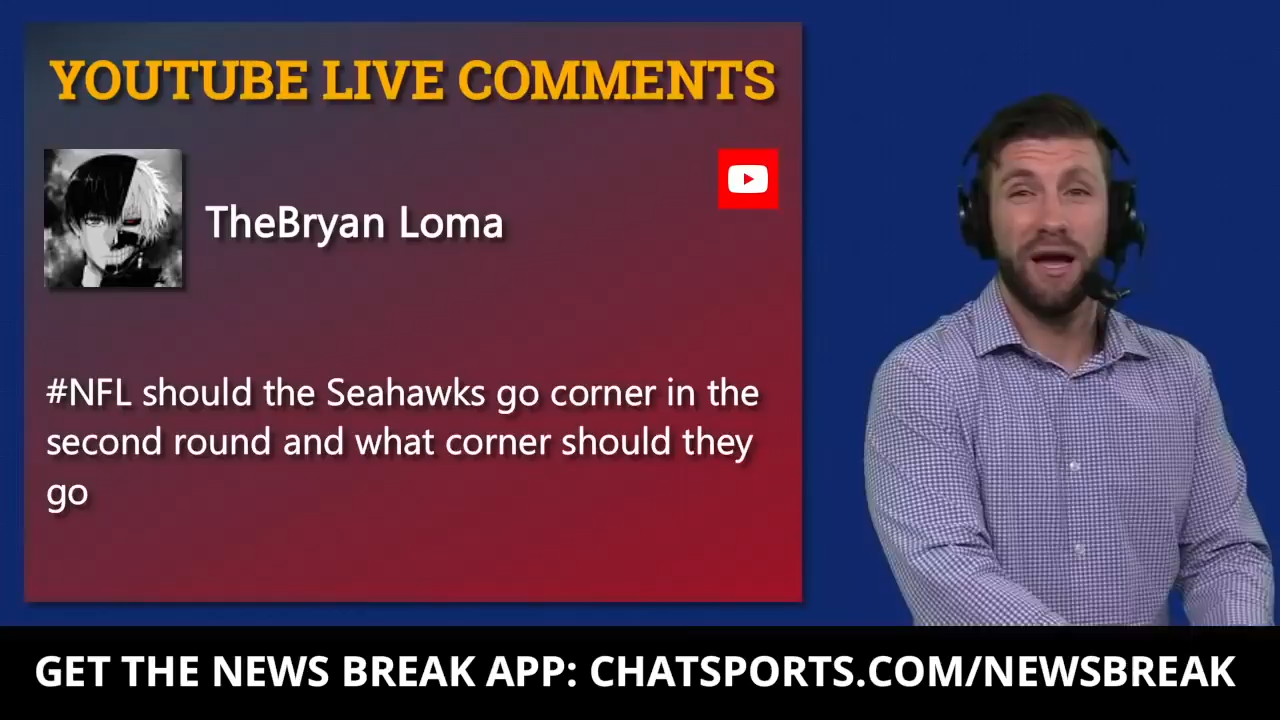 YOUTUBE LIVE COMMENTS
TheBryan Loma
#NFL should the Seahawks go corner in the
second round and what corner should they
go
GET THE NEWS BREAK APP: CHATSPORTS.COM/NEWSBREAK